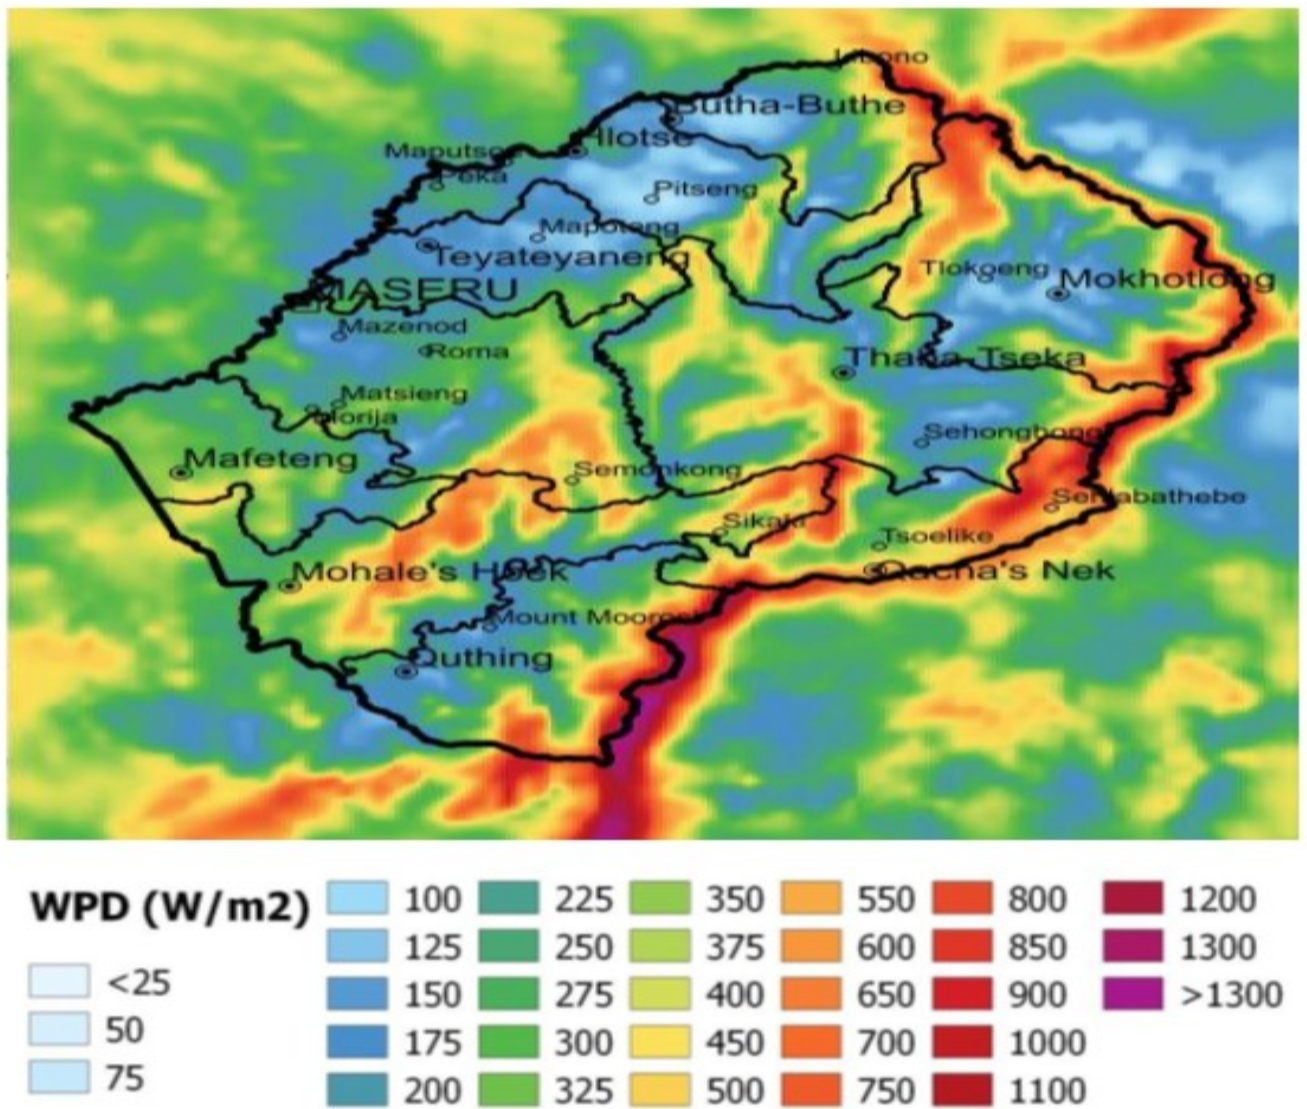 Libono
Butha-Buthe
Hlotse
Maputsoe
Peka
Pitseng
Mapoteng
Teyateyaneng
Tlokoeng
Mokhotlong
MASERU
Mazenod
Roma
Thaba-Tseka
Matsieng
Morija
Sehonghong
Mafeteng
Semonkong
Sehlabathebe
Sikaki
Tsoelike
Mohale's Hoek
Qacha's Nek
Mount Moorosi
Quthing
WPD (W/m2)
<25
50
75
100
125
150
175
200
225
250
275
300
325
350
375
400
450
500
550
600
650
700
750
800
850
900
1000
1100
1200
1300
>1300